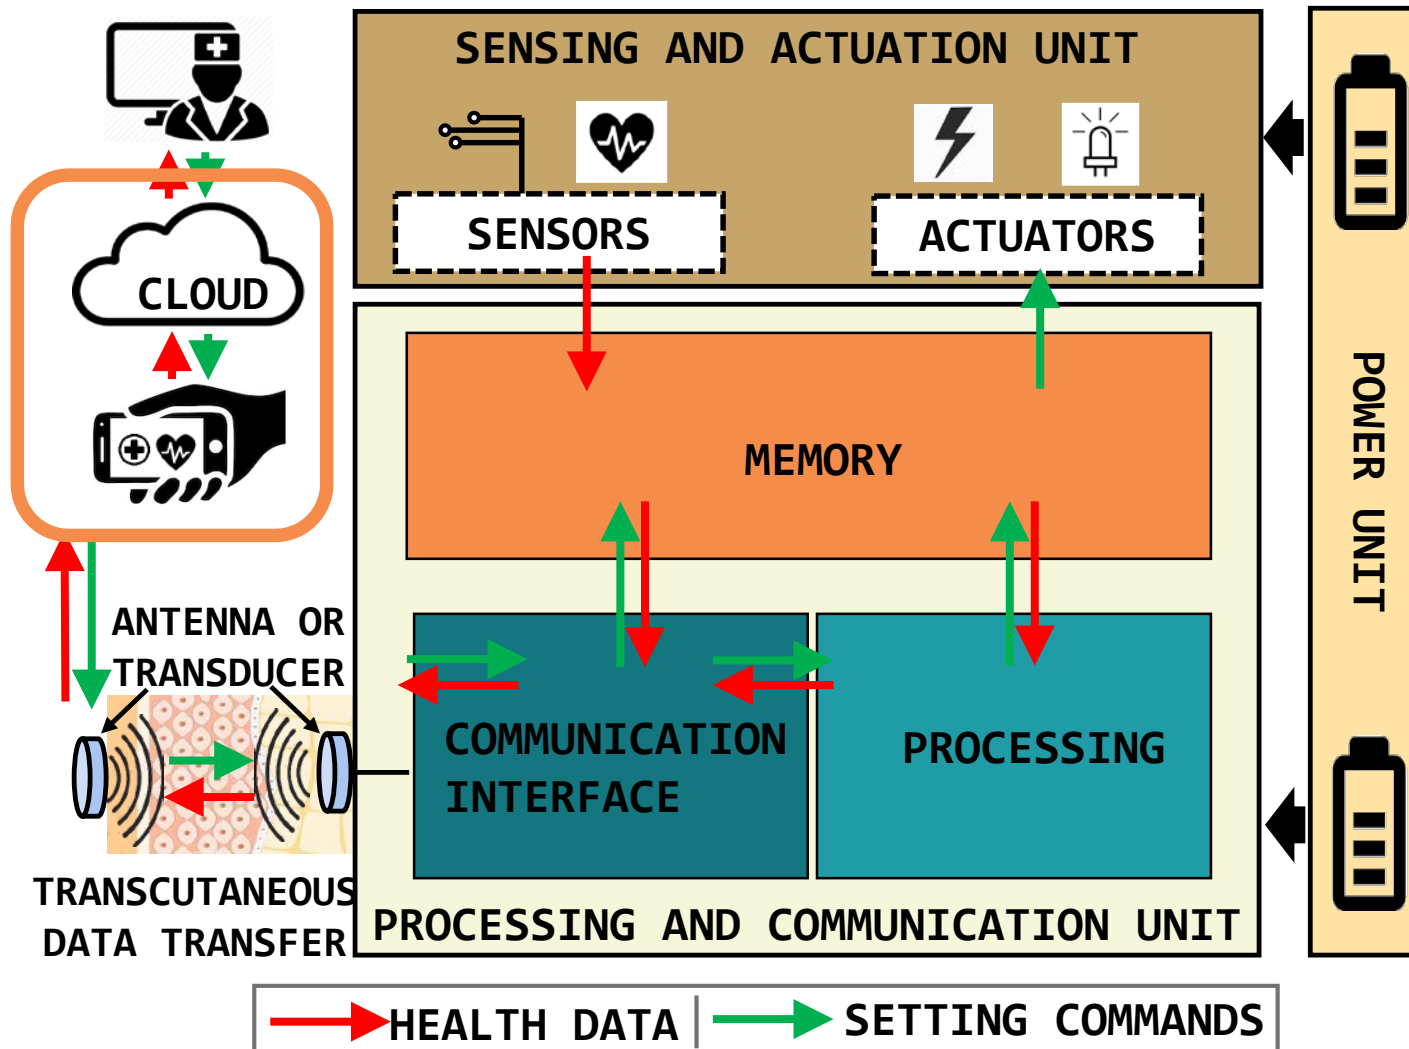 SENSING AND ACTUATION UNIT
SENSORS
ACTUATORS
CLOUD
MEMORY
POWER UNIT
ANTENNA OR
TRANSDUCER
COMMUNICATION
INTERFACE
PROCESSING
TRANSCUTANEOUS
DATA TRANSFER
PROCESSING AND COMMUNICATION UNIT
HEALTH DATA
SETTING COMMANDS